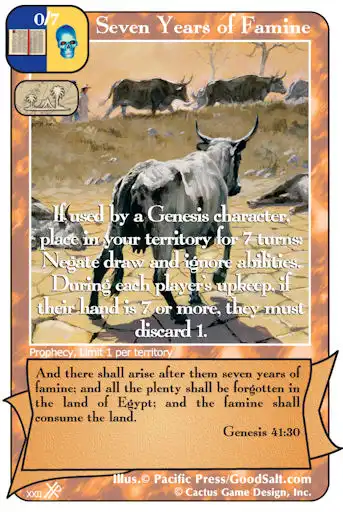 0/7
Seven Years of Famine
If used by a Genesis character,
place in your territory for 7 turns:
Negate draw and ignore abilities.
During each player's upkeep, if
their hand is 7 or more, they must
discard 1.
Prophecy, Limit 1 per territory
And there shall arise after them seven years of
famine; and all the plenty shall be forgotten in
the land of Egypt; and the famine shall
consume the land.
Genesis 41:30
Illus.© Pacific Press/GoodSalt.com
© Cactus Game Design, Inc.